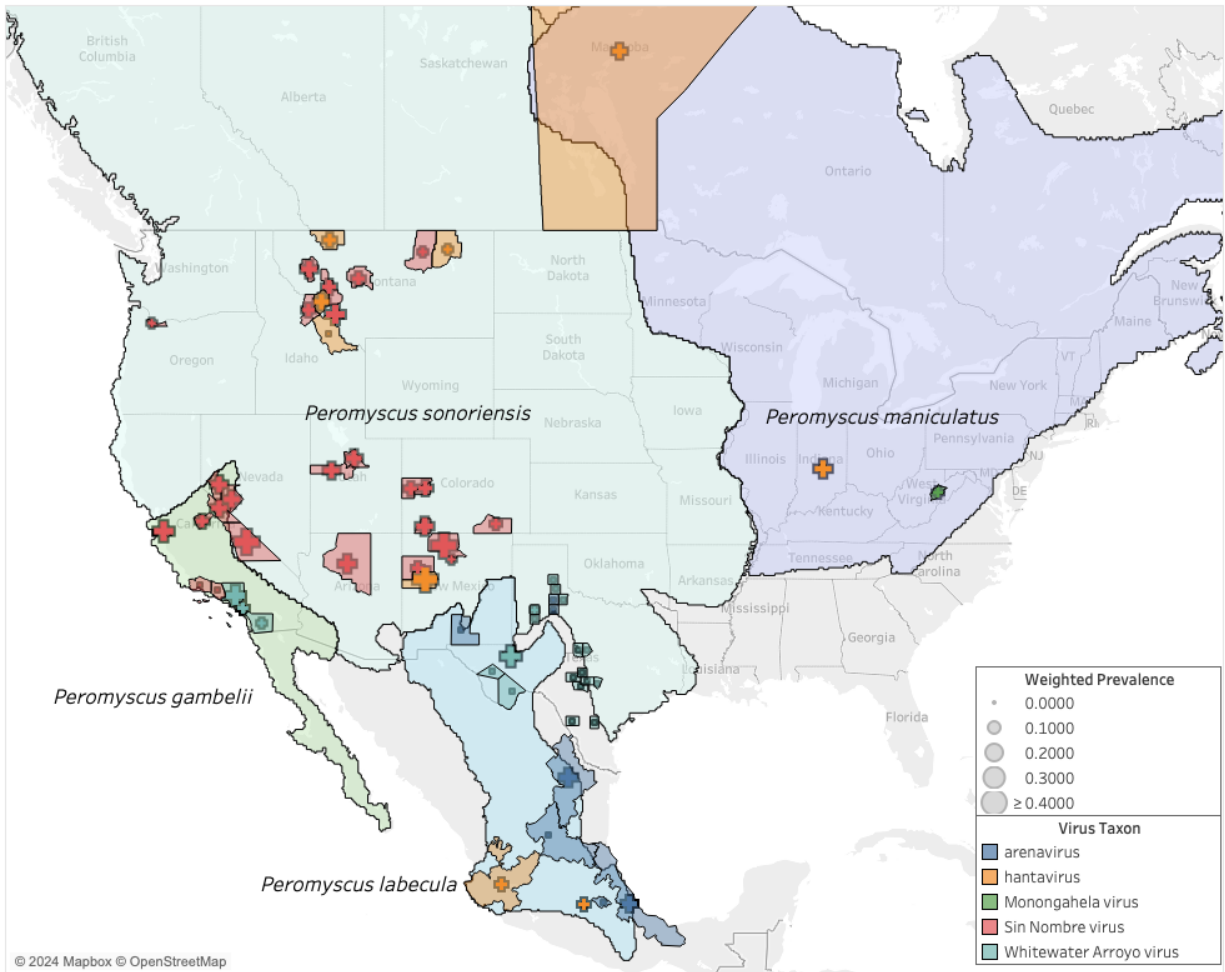 British
Columbia
Alberta
Saskatchewan
Manitoba
Quebec
Ontario
Washington
Montana
North
Dakota
Minnesota
New
Brunswick
Maine
Oregon
Idaho
South
Dakota
Wisconsin
VT
Wyoming
Michigan
New York
MA
RI
Peromyscus sonoriensis
Iowa
Peromyscus maniculatus
Nebraska
Pennsylvania
Nevada
Utah
Colorado
Illinois
Indiana
Ohio
NJ
MD
DE
Kansas
Missouri
West
Virginia
Kentucky
California
Arizona
New Mexico
Oklahoma
Arkansas
Tennessee
North
Carolina
Mississippi
Georgia
Texas
Louisiana
Florida
Peromyscus gambelii
Peromyscus labecula
Weighted Prevalence
0.0000
0.1000
0.2000
0.3000
≥ 0.4000
Virus Taxon
arenavirus
hantavirus
Monongahela virus
Sin Nombre virus
Whitewater Arroyo virus
© 2024 Mapbox © OpenStreetMap